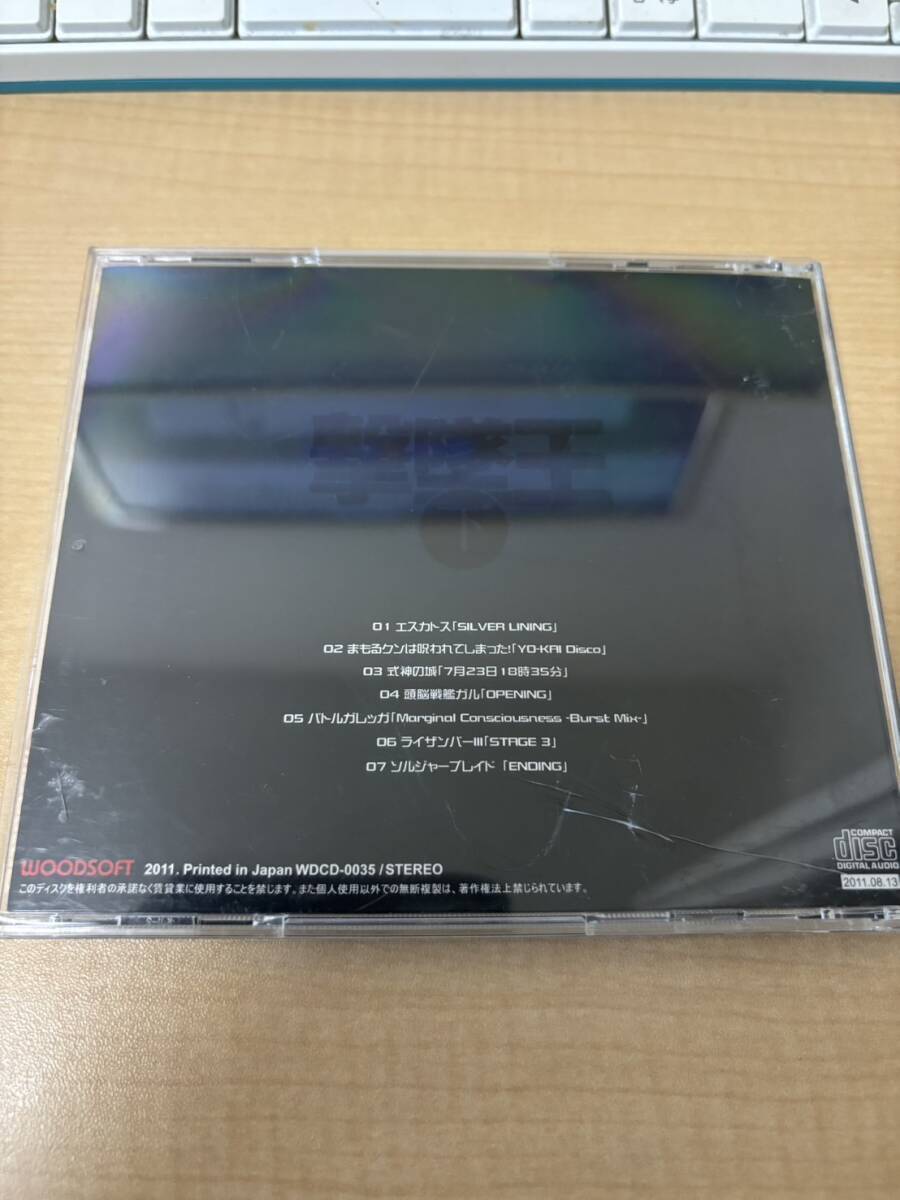 撃墜王
下
01 エスカトス「SILVER LINING」
02 まもるクンは呪われてしまった!「YO-KAI Disco」
03 式神の城「7月23日18時35分」
04 頭脳戦艦ガル「OPENING」
05 バトルガレッガ「Marginal Consciousness -Burst Mix-」
06 ライザンバーIII「STAGE 3」
07 ソルジャーブレイド「ENDING」
WOODSOFT 2011. Printed in Japan WDCD-0035 / STEREO
このディスクを権利者の承諾なく賃貸業に使用することを禁じます。また個人使用以外での無断複製は、著作権法上禁じられています。
COMPACT
disc
DIGITAL AUDIO
2011.08.13